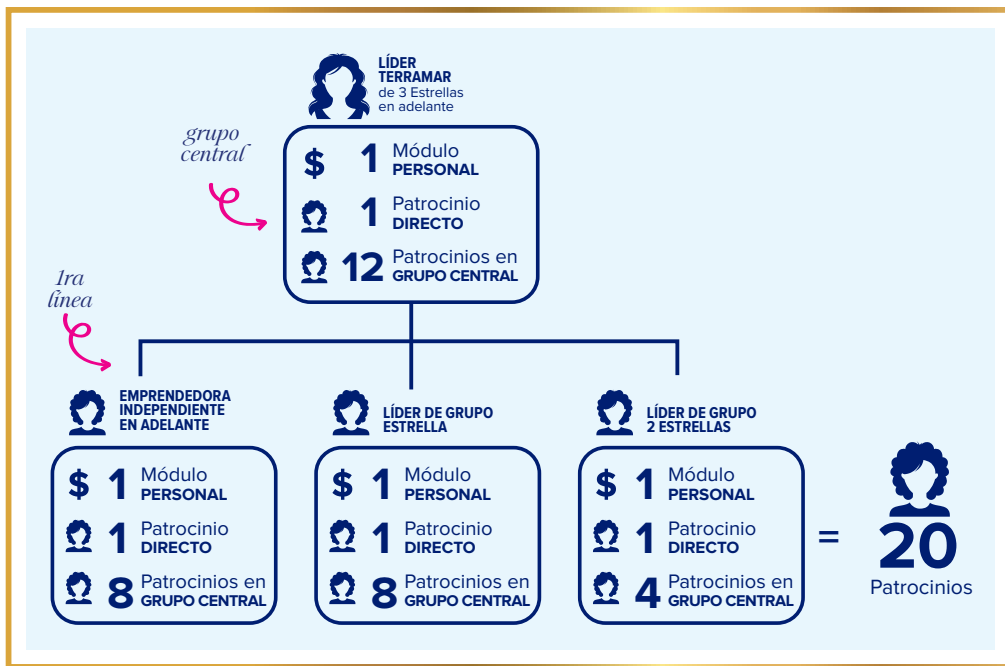 LÍDER
TERRAMAR
de 3 Estrellas
en adelante
grupo
central
$ 1 Módulo
PERSONAL
1 Patrocinio
DIRECTO
12 Patrocinios en
GRUPO CENTRAL
1ra
línea
EMPRENDEDORA
INDEPENDIENTE
EN ADELANTE
$ 1 Módulo
PERSONAL
1 Patrocinio
DIRECTO
8 Patrocinios en
GRUPO CENTRAL
LÍDER DE GRUPO
ESTRELLA
$ 1 Módulo
PERSONAL
1 Patrocinio
DIRECTO
8 Patrocinios en
GRUPO CENTRAL
LÍDER DE GRUPO
2 ESTRELLAS
$ 1 Módulo
PERSONAL
1 Patrocinio
DIRECTO
4 Patrocinios en
GRUPO CENTRAL
=
20
Patrocinios